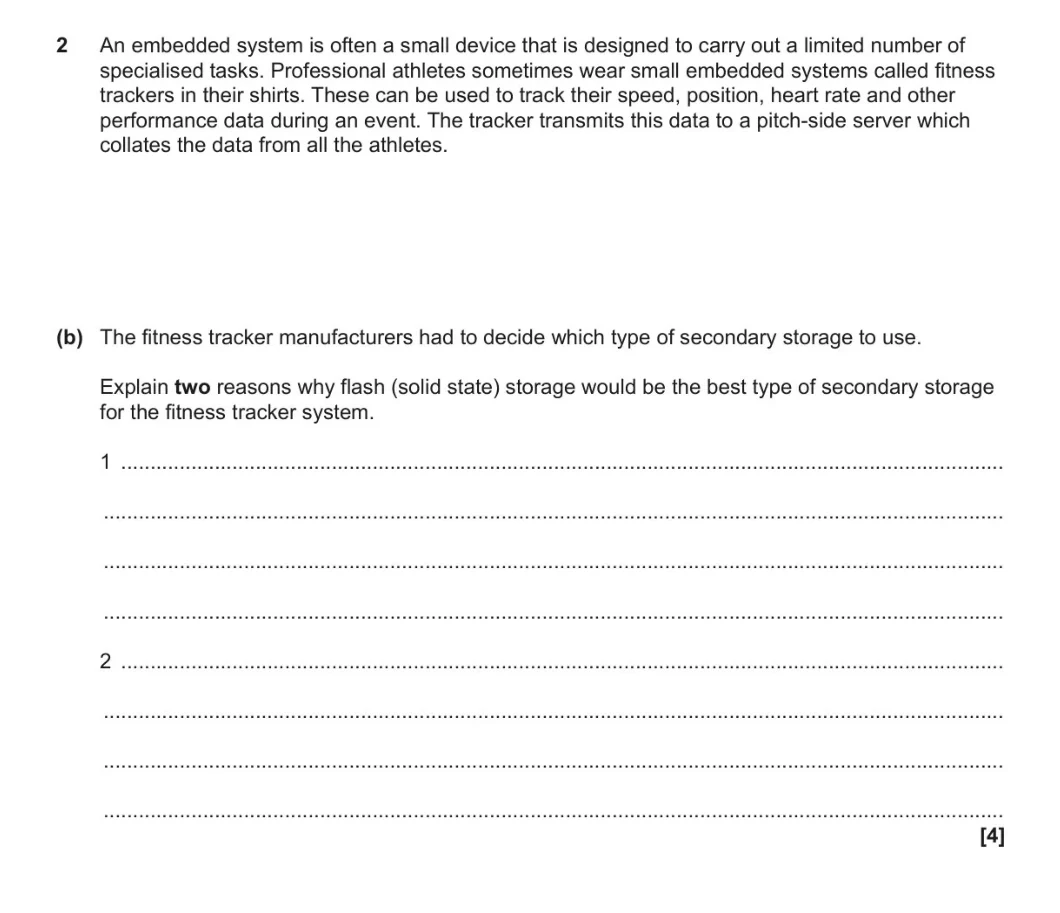 2 An embedded system is often a small device that is designed to carry out a limited number of
specialised tasks. Professional athletes sometimes wear small embedded systems called fitness
trackers in their shirts. These can be used to track their speed, position, heart rate and other
performance data during an event. The tracker transmits this data to a pitch-side server which
collates the data from all the athletes.
(b) The fitness tracker manufacturers had to decide which type of secondary storage to use.
Explain two reasons why flash (solid state) storage would be the best type of secondary storage
for the fitness tracker system.
1
2
[4]